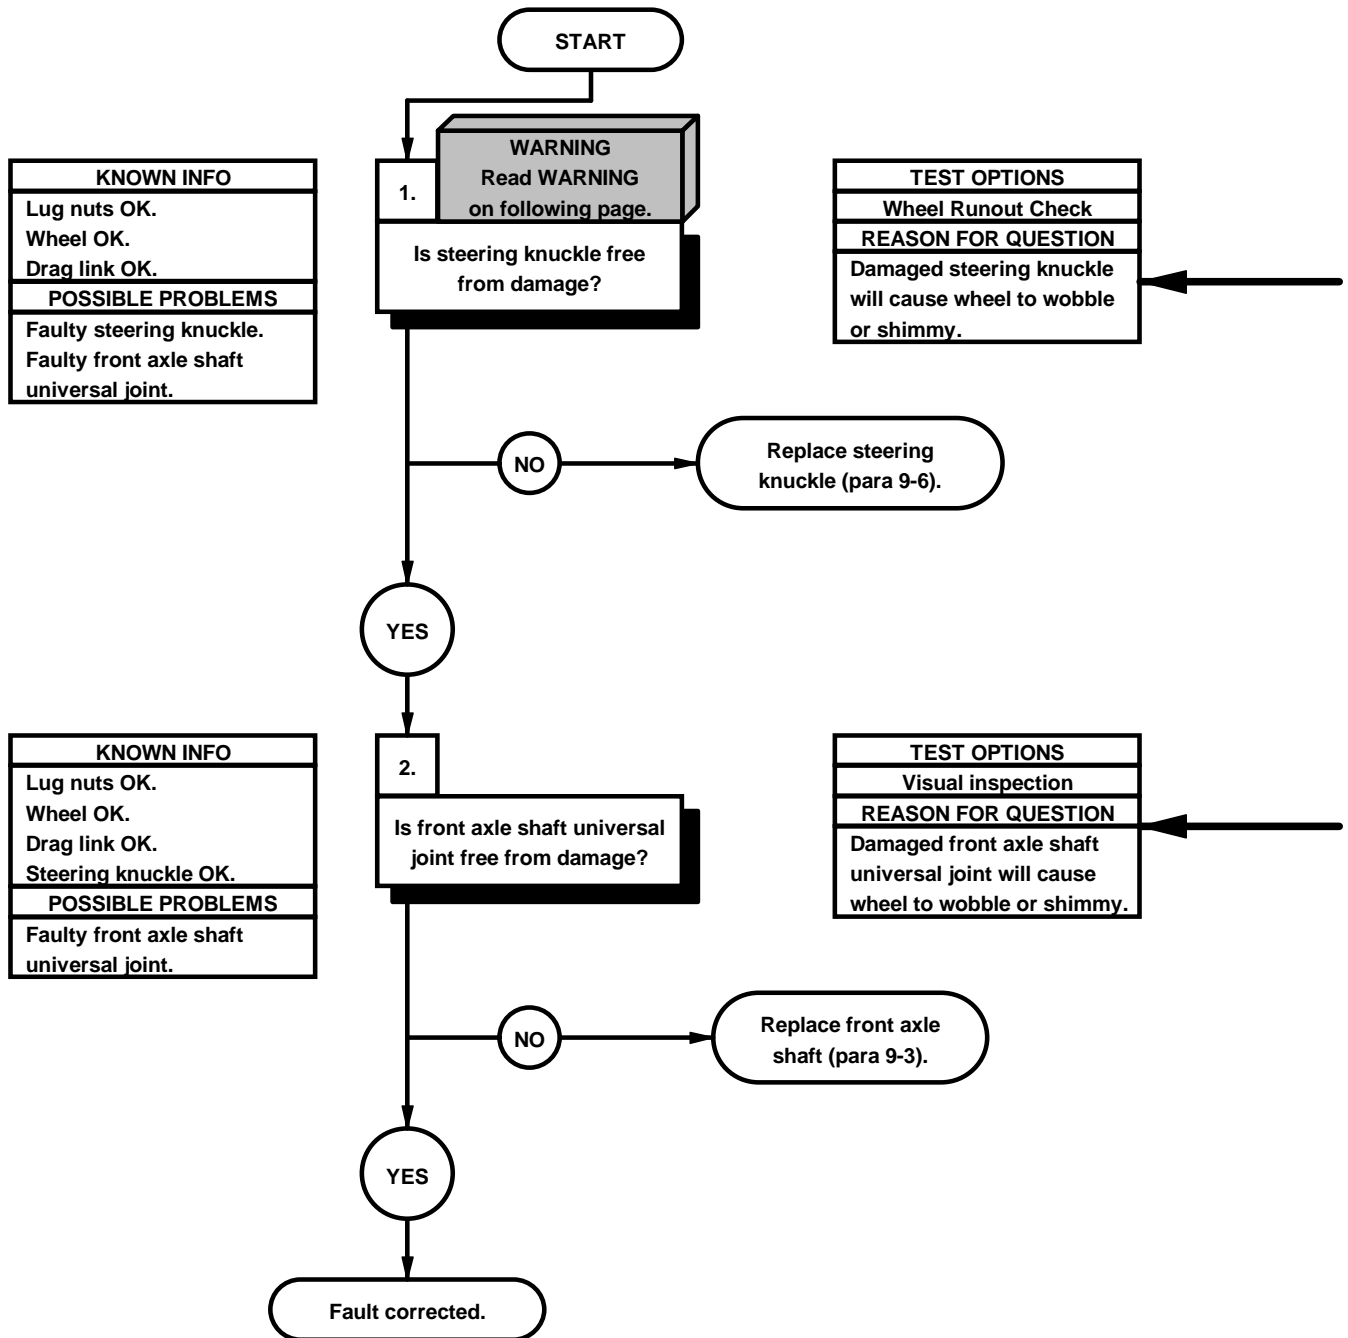 START
WARNING
Read WARNING
on following page.
1.
Is steering knuckle free
from damage?
KNOWN INFO
Lug nuts OK.
Wheel OK.
Drag link OK.
POSSIBLE PROBLEMS
Faulty steering knuckle.
Faulty front axle shaft
universal joint.
TEST OPTIONS
Wheel Runout Check
REASON FOR QUESTION
Damaged steering knuckle
will cause wheel to wobble
or shimmy.
NO
Replace steering
knuckle (para 9-6).
YES
KNOWN INFO
Lug nuts OK.
Wheel OK.
Drag link OK.
Steering knuckle OK.
POSSIBLE PROBLEMS
Faulty front axle shaft
universal joint.
2.
Is front axle shaft universal
joint free from damage?
TEST OPTIONS
Visual inspection
REASON FOR QUESTION
Damaged front axle shaft
universal joint will cause
wheel to wobble or shimmy.
NO
Replace front axle
shaft (para 9-3).
YES
Fault corrected.